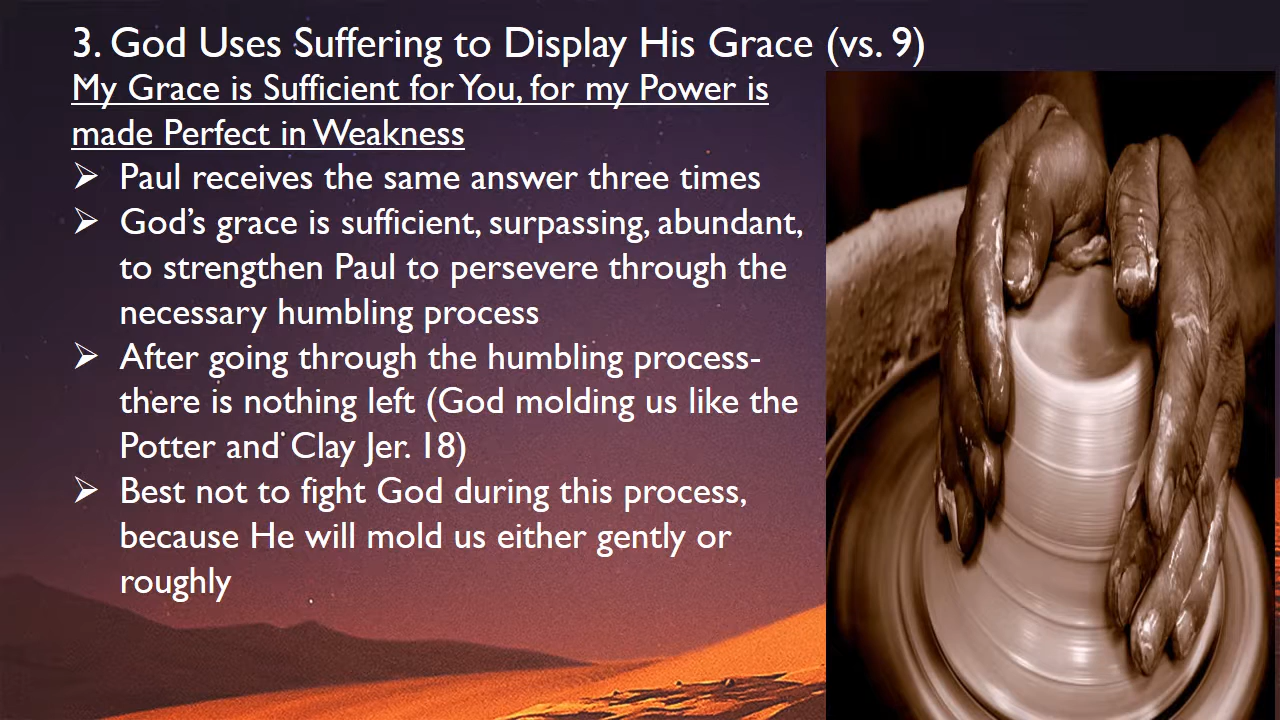 3. God Uses Suffering to Display His Grace (vs. 9)
My Grace is Sufficient for You, for my Power is
made Perfect in Weakness
➢ Paul receives the same answer three times
➢ God’s grace is sufficient, surpassing, abundant,
to strengthen Paul to persevere through the
necessary humbling process
➢ After going through the humbling process-
there is nothing left (God molding us like the
Potter and Clay Jer. 18)
➢ Best not to fight God during this process,
because He will mold us either gently or
roughly